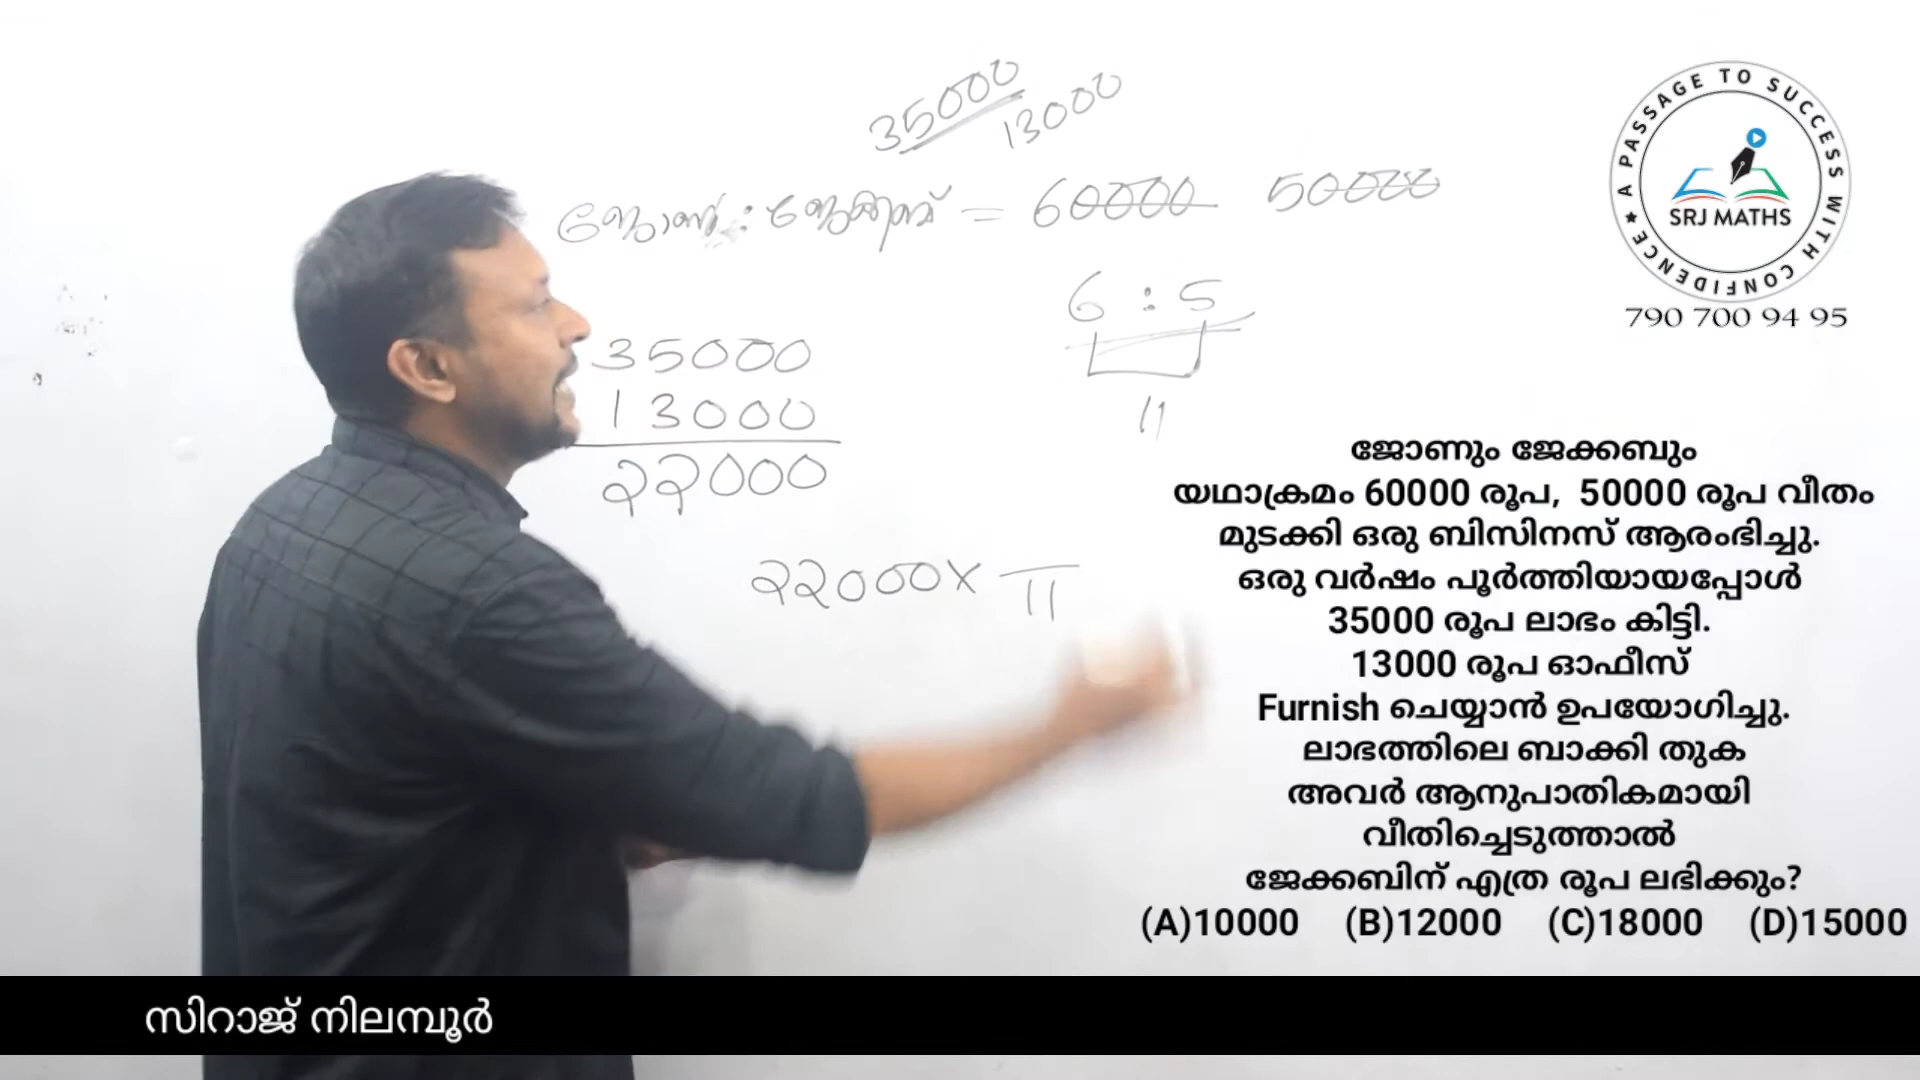 35000
13000
ജോൺ : ജേക്കബ് = 60000 50000
6 : 5
11
35000
13000
22000
22000 × 11
A PASSAGE TO SUCCESS WITH CONFIDENCE ★
SRJ MATHS
790 700 94 95
ജോണും ജേക്കബും
യഥാക്രമം 60000 രൂപ, 50000 രൂപ വീതം
മുടക്കി ഒരു ബിസിനസ് ആരംഭിച്ചു.
ഒരു വർഷം പൂർത്തിയായപ്പോൾ
35000 രൂപ ലാഭം കിട്ടി.
13000 രൂപ ഓഫീസ്
Furnish ചെയ്യാൻ ഉപയോഗിച്ചു.
ലാഭത്തിലെ ബാക്കി തുക
അവർ ആനുപാതികമായി
വീതിച്ചെടുത്താൽ
ജേക്കബിന് എത്ര രൂപ ലഭിക്കും?
(A)10000 (B)12000 (C)18000 (D)15000
സിറാജ് നിലമ്പൂർ